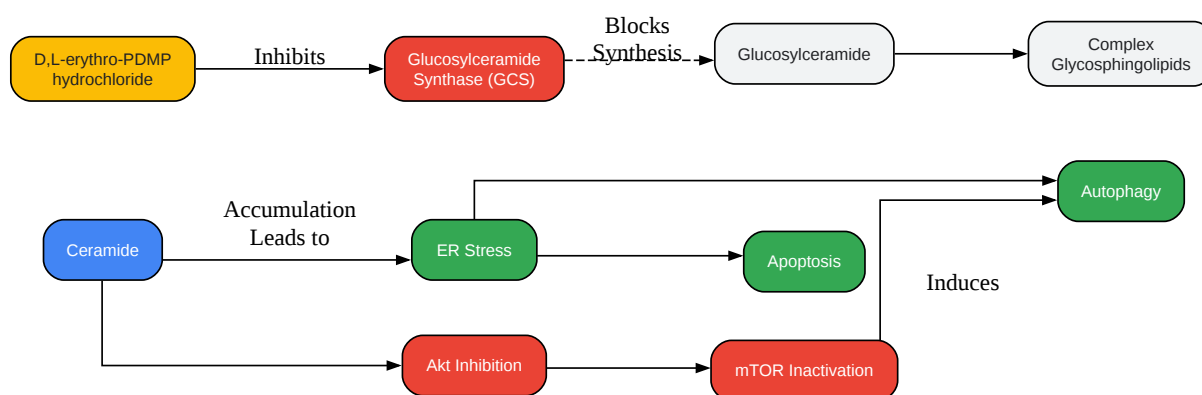 D,L-erythro-PDMP
hydrochloride
Inhibits
Glucosylceramide
Synthase (GCS)
Blocks
Synthesis
Glucosylceramide
Complex
Glycosphingolipids
Ceramide
Accumulation
Leads to
ER Stress
Apoptosis
Autophagy
Induces
Akt Inhibition
mTOR Inactivation